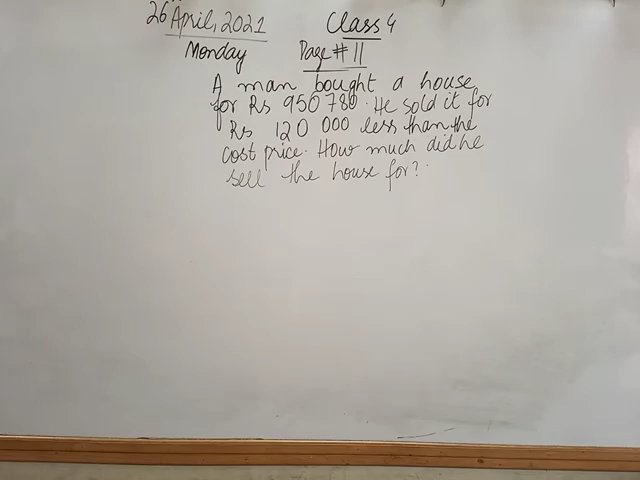 26 April, 2021 Class 4
Monday Page # 11
A man bought a house
for Rs 950 780. He sold it for
Rs 120 000 less than the
cost price. How much did he
sell the house for?